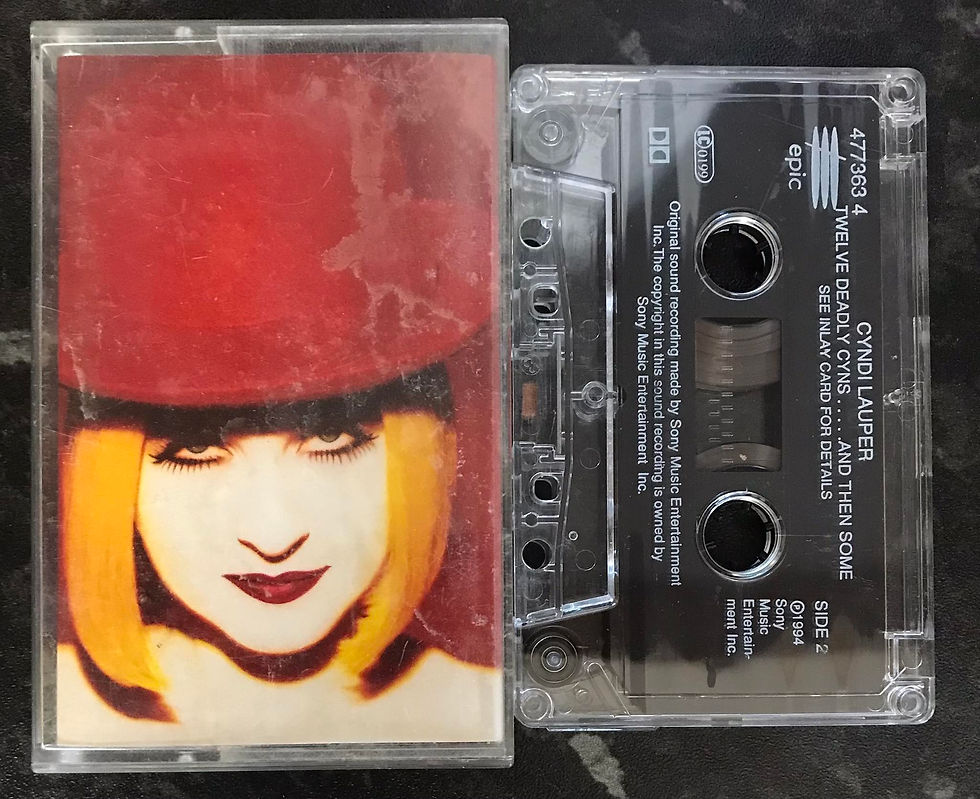 477363 4
epic
CYNDI LAUPER
TWELVE DEADLY CYNS . . . . .AND THEN SOME
SEE INLAY CARD FOR DETAILS
LC 0199
SIDE 2
℗1994
Sony
Music
Entertain-
ment Inc.
Original sound recording made by Sony Music Entertainment
Inc. The copyright in this sound recording is owned by
Sony Music Entertainment Inc.